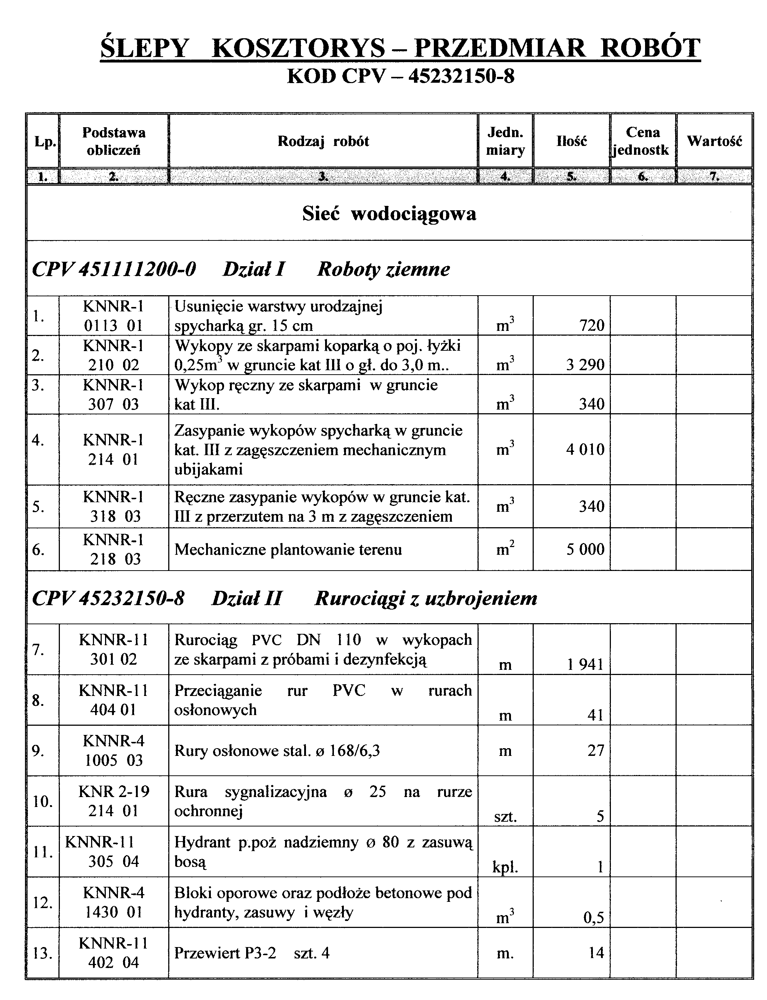 ŚLEPY KOSZTORYS – PRZEDMIAR ROBÓT
KOD CPV – 45232150-8
Lp.
Podstawa
obliczeń
Rodzaj robót
Jedn.
miary
Ilość
Cena
jednostk
Wartość
1. 2. 3. 4. 5. 6. 7.
Sieć wodociągowa
CPV 451111200-0 Dział I Roboty ziemne
1.
KNNR-1
0113 01
Usunięcie warstwy urodzajnej
spycharką gr. 15 cm
m³
720
2.
KNNR-1
210 02
Wykopy ze skarpami koparką o poj. łyżki
0,25m³ w gruncie kat III o gł. do 3,0 m..
m³
3 290
3.
KNNR-1
307 03
Wykop ręczny ze skarpami w gruncie
kat III.
m³
340
4.
KNNR-1
214 01
Zasypanie wykopów spycharką w gruncie
kat. III z zagęszczeniem mechanicznym
ubijakami
m³
4 010
5.
KNNR-1
318 03
Ręczne zasypanie wykopów w gruncie kat.
III z przerzutem na 3 m z zagęszczeniem
m³
340
6.
KNNR-1
218 03
Mechaniczne plantowanie terenu
m²
5 000
CPV 45232150-8 Dział II Rurociągi z uzbrojeniem
7.
KNNR-11
301 02
Rurociąg PVC DN 110 w wykopach
ze skarpami z próbami i dezynfekcją
m
1 941
8.
KNNR-11
404 01
Przeciąganie rur PVC w rurach
osłonowych
m
41
9.
KNNR-4
1005 03
Rury osłonowe stal. ø 168/6,3
m
27
10.
KNR 2-19
214 01
Rura sygnalizacyjna ø 25 na rurze
ochronnej
szt.
5
11.
KNNR-11
305 04
Hydrant p.poż nadziemny ø 80 z zasuwą
bosą
kpl.
1
12.
KNNR-4
1430 01
Bloki oporowe oraz podłoże betonowe pod
hydranty, zasuwy i węzły
m³
0,5
13.
KNNR-11
402 04
Przewiert P3-2 szt. 4
m.
14